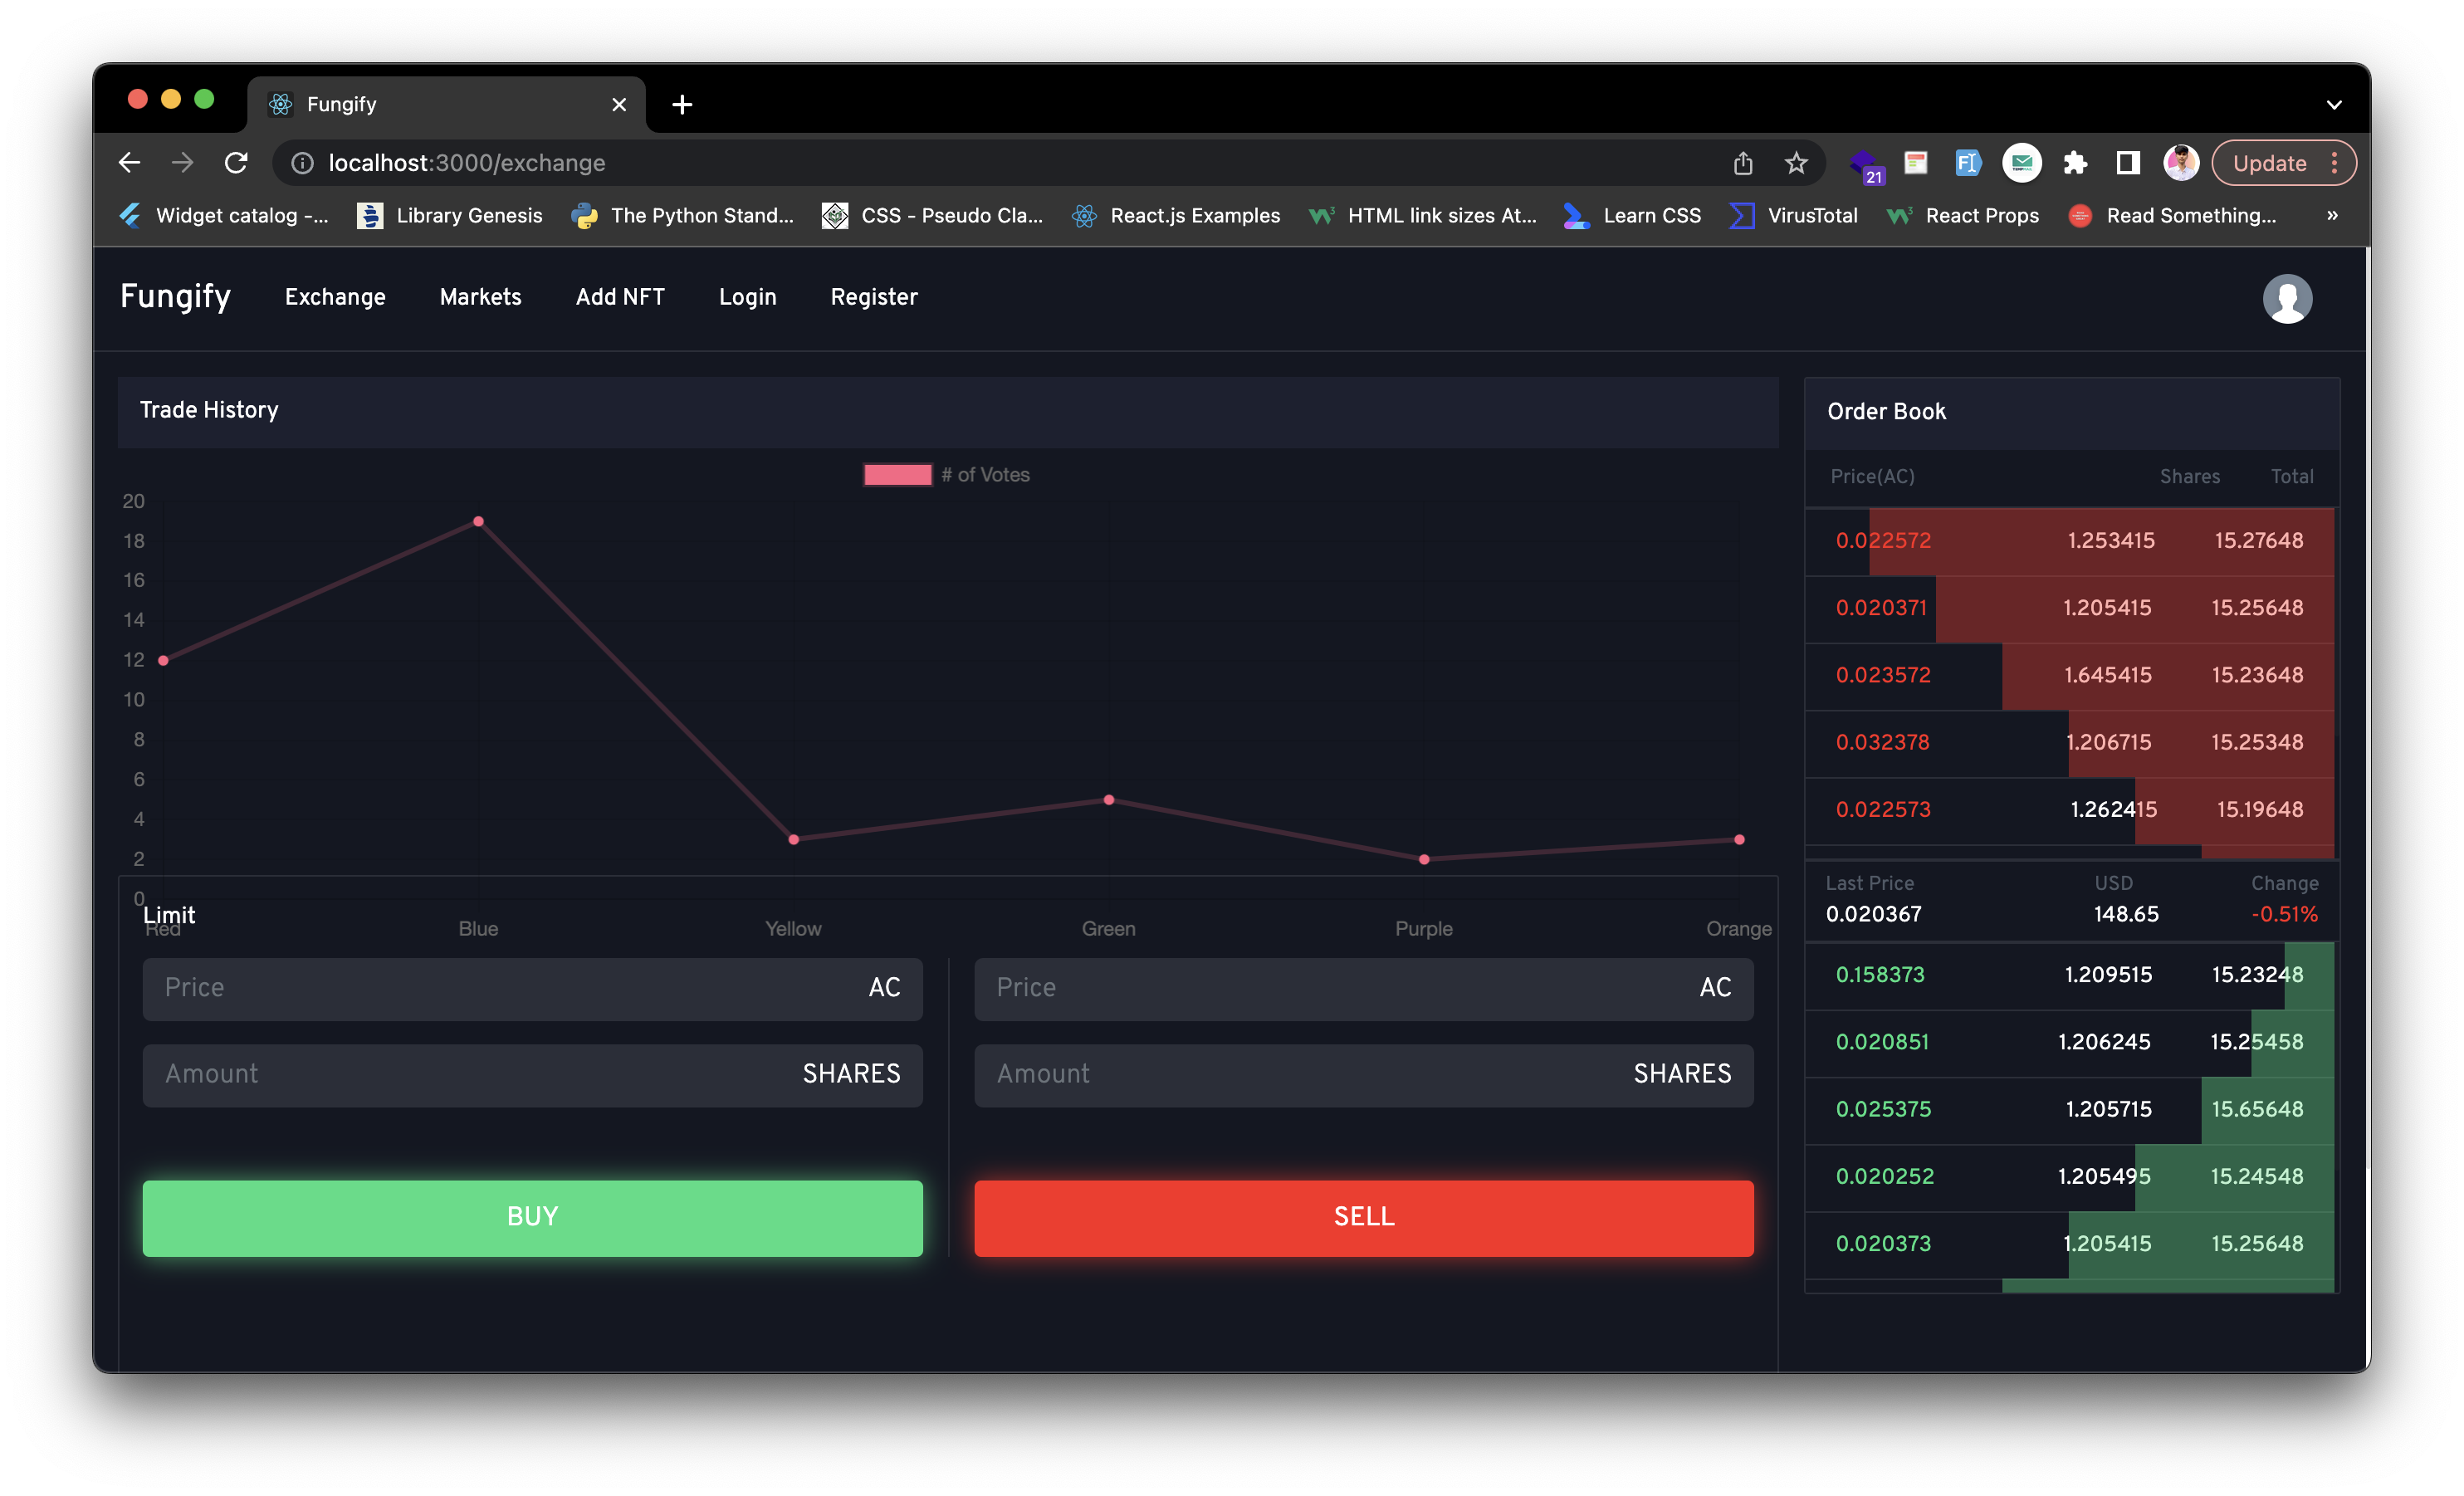 Fungify
localhost:3000/exchange
21
Update
Widget catalog -... Library Genesis The Python Stand... CSS - Pseudo Cla... React.js Examples HTML link sizes At... Learn CSS VirusTotal React Props Read Something... »
Fungify Exchange Markets Add NFT Login Register
Trade History
# of Votes
20
18
16
14
12
10
8
6
4
2
0
Red Blue Yellow Green Purple Orange
Limit
Price AC Price AC
Amount SHARES Amount SHARES
BUY SELL
Order Book
Price(AC) Shares Total
0.022572 1.253415 15.27648
0.020371 1.205415 15.25648
0.023572 1.645415 15.23648
0.032378 1.206715 15.25348
0.022573 1.262415 15.19648
Last Price USD Change
0.020367 148.65 -0.51%
0.158373 1.209515 15.23248
0.020851 1.206245 15.25458
0.025375 1.205715 15.65648
0.020252 1.205495 15.24548
0.020373 1.205415 15.25648